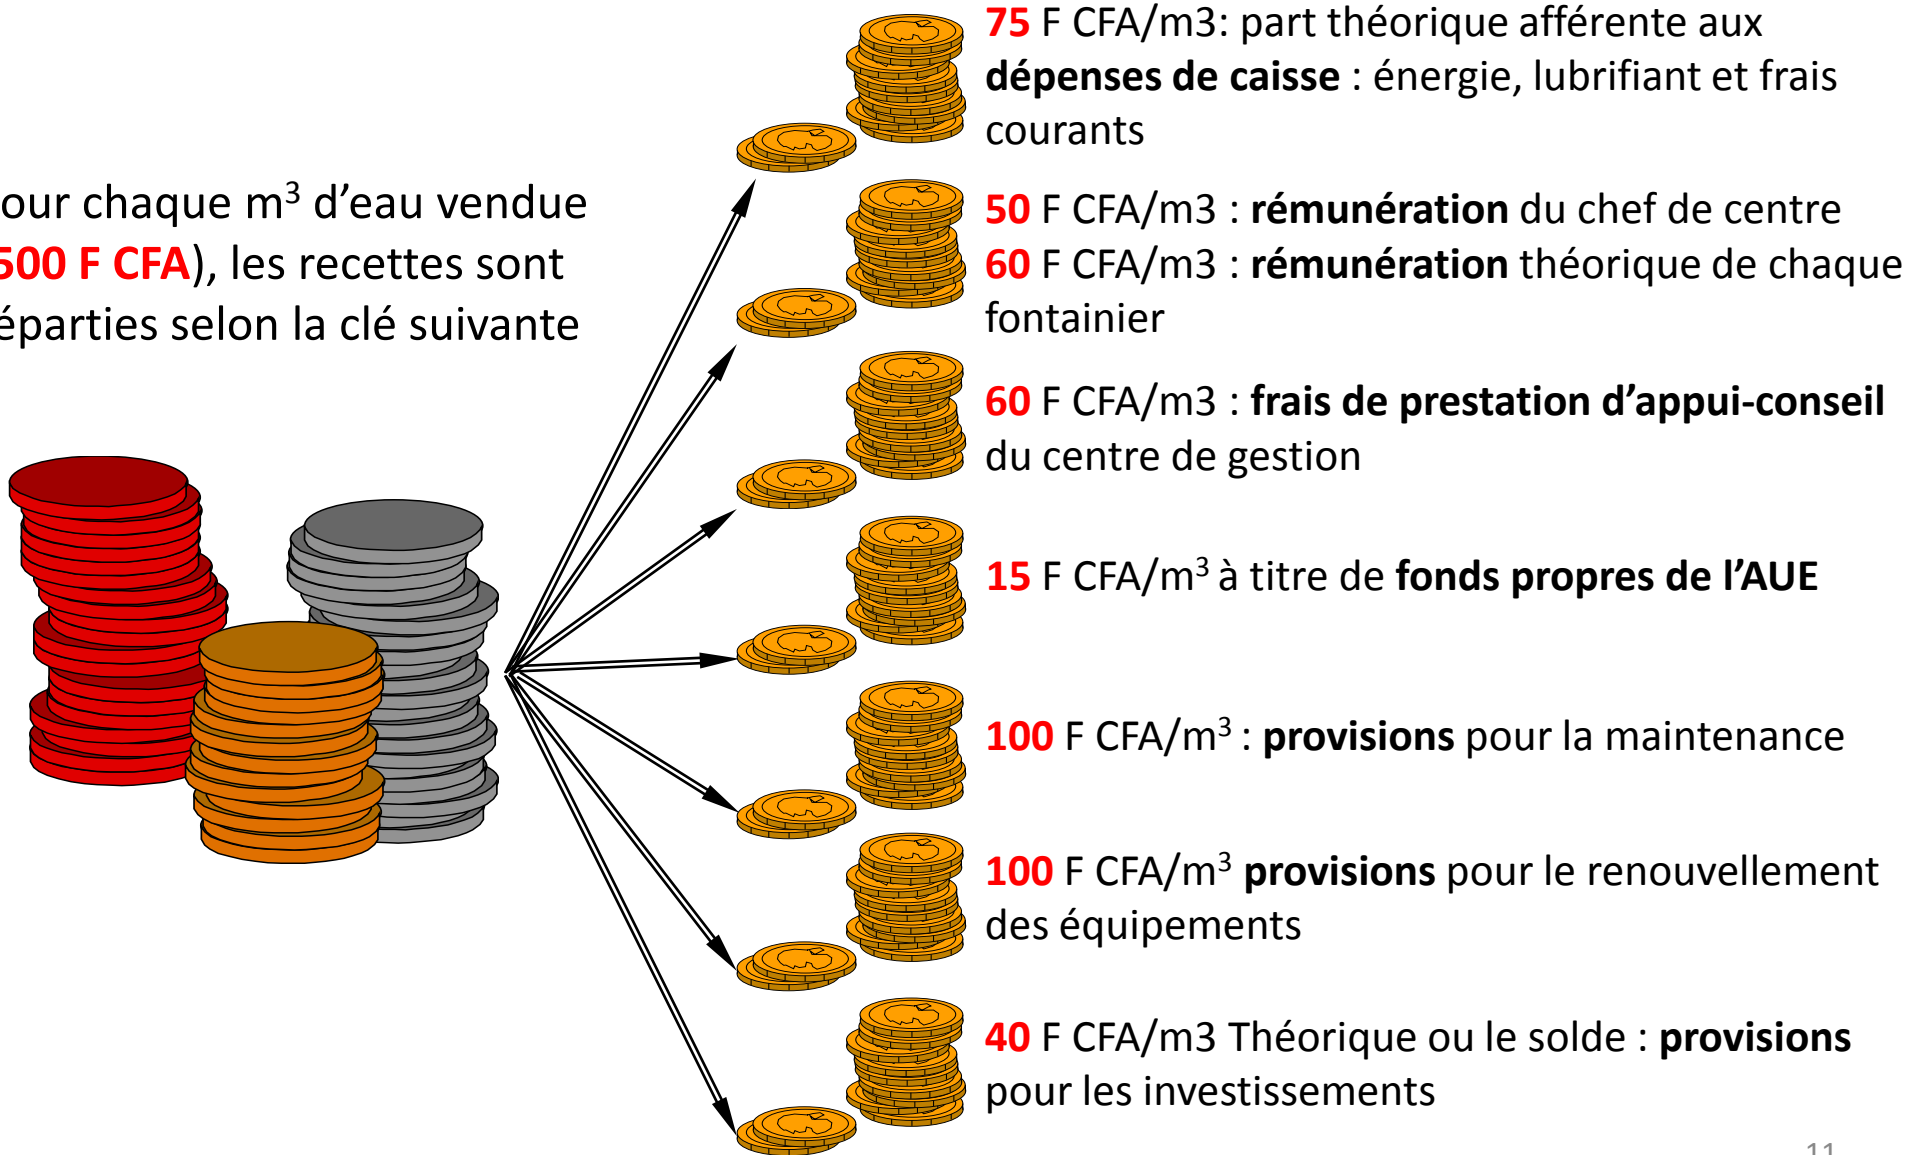 our chaque m³ d'eau vendue
500 F CFA), les recettes sont
éparties selon la clé suivante
75 F CFA/m3: part théorique afférente aux
dépenses de caisse : énergie, lubrifiant et frais
courants
50 F CFA/m3 : rémunération du chef de centre
60 F CFA/m3 : rémunération théorique de chaque
fontainier
60 F CFA/m3 : frais de prestation d'appui-conseil
du centre de gestion
15 F CFA/m³ à titre de fonds propres de l'AUE
100 F CFA/m³ : provisions pour la maintenance
100 F CFA/m³ provisions pour le renouvellement
des équipements
40 F CFA/m3 Théorique ou le solde : provisions
pour les investissements
11